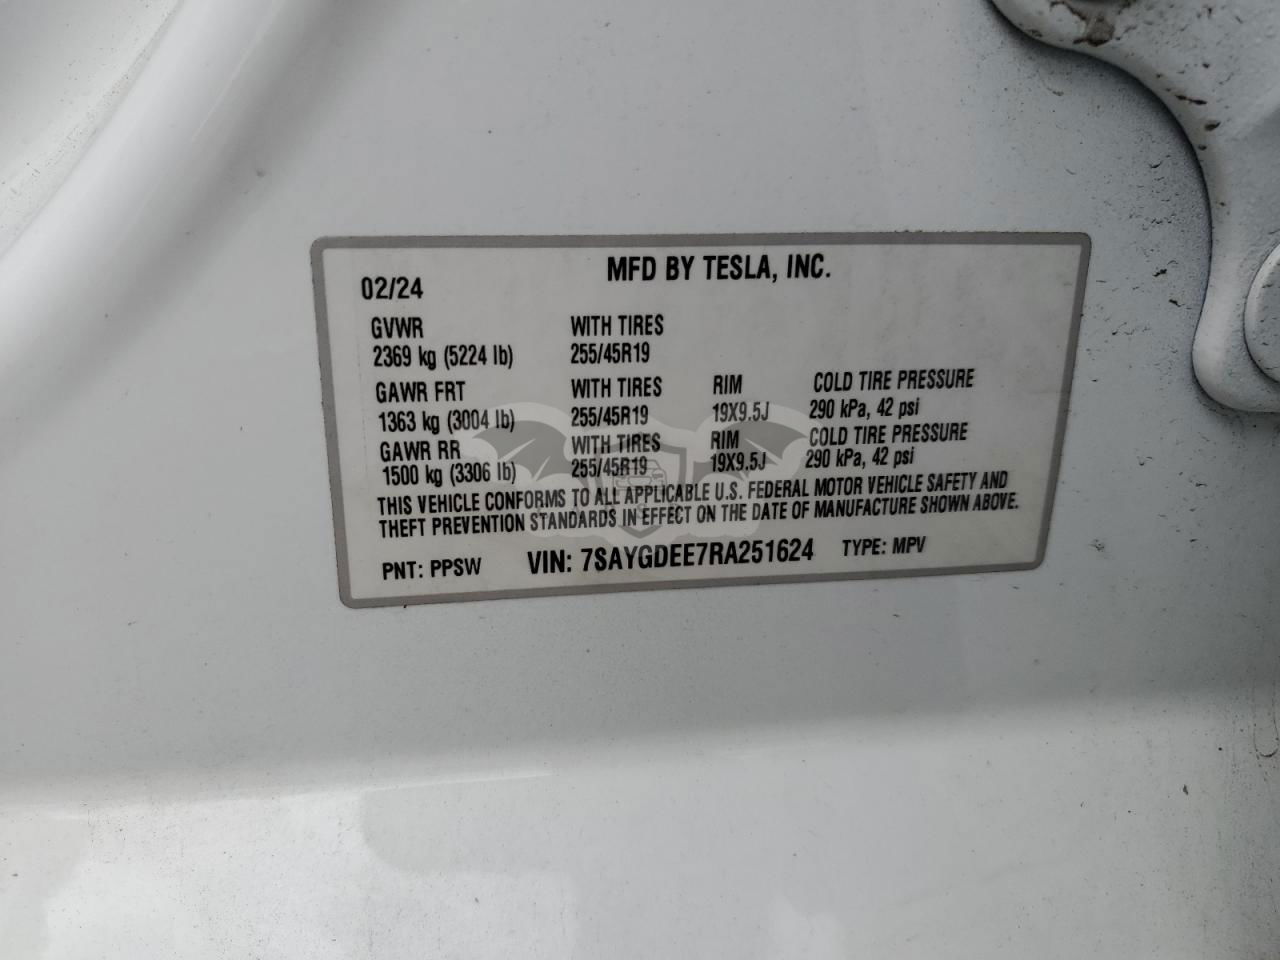 MFD BY TESLA, INC.
02/24
GVWR WITH TIRES
2369 kg (5224 lb) 255/45R19
GAWR FRT WITH TIRES RIM COLD TIRE PRESSURE
1363 kg (3004 lb) 255/45R19 19X9.5J 290 kPa, 42 psi
GAWR RR WITH TIRES RIM COLD TIRE PRESSURE
1500 kg (3306 lb) 255/45R19 19X9.5J 290 kPa, 42 psi
THIS VEHICLE CONFORMS TO ALL APPLICABLE U.S. FEDERAL MOTOR VEHICLE SAFETY AND
THEFT PREVENTION STANDARDS IN EFFECT ON THE DATE OF MANUFACTURE SHOWN ABOVE.
PNT: PPSW VIN: 7SAYGDEE7RA251624 TYPE: MPV